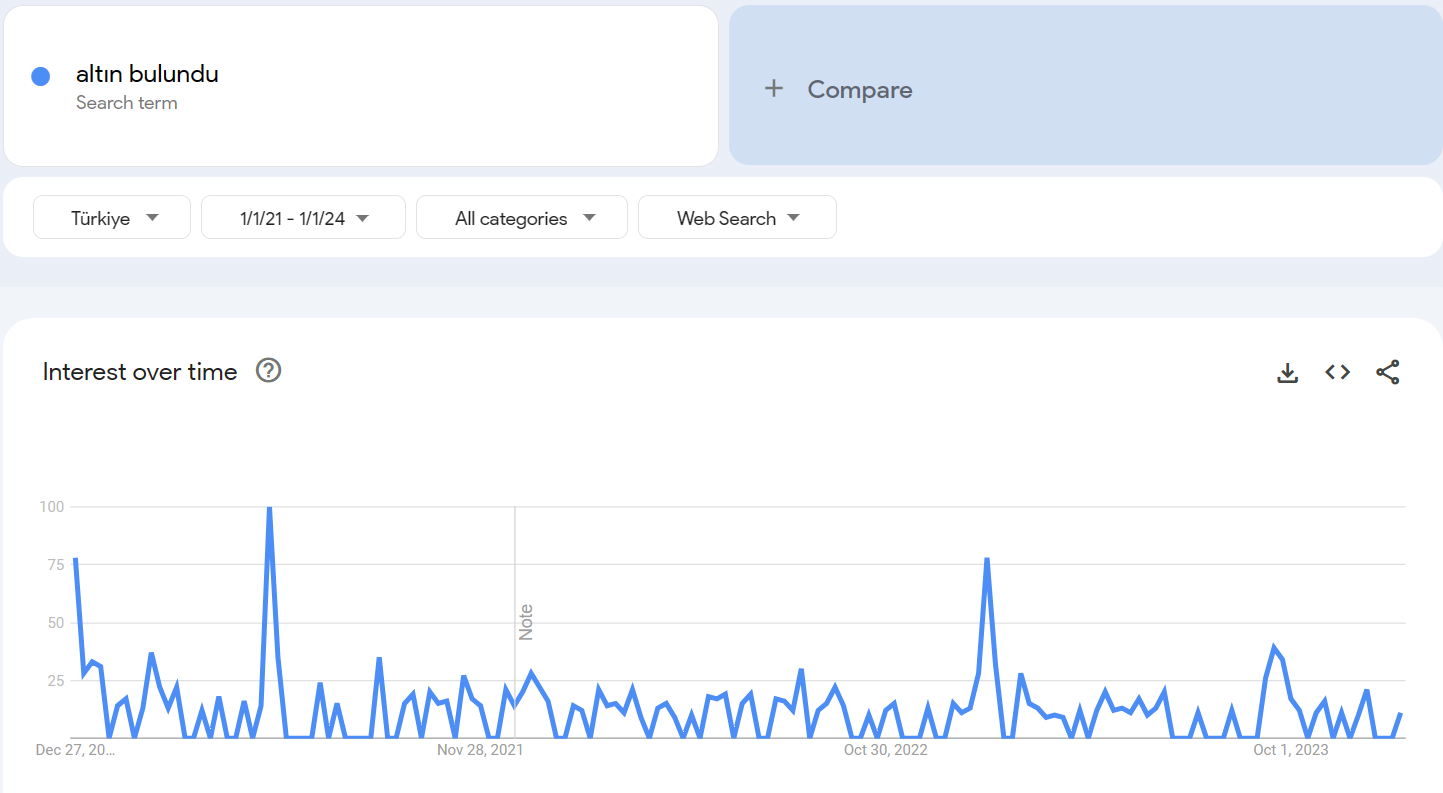 altın bulundu
Search term
+ Compare
Türkiye
1/1/21 - 1/1/24
All categories
Web Search
Interest over time
100
75
50
25
Note
Dec 27, 20...
Nov 28, 2021
Oct 30, 2022
Oct 1, 2023